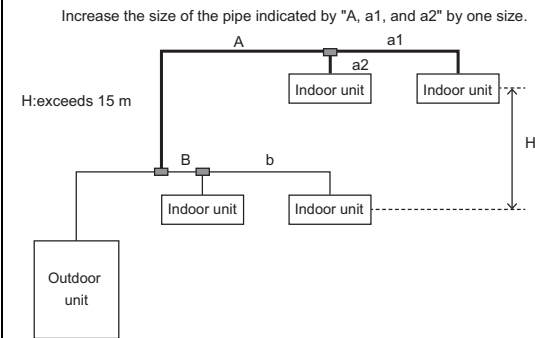 Increase the size of the pipe indicated by "A, a1, and a2" by one size.
A
a1
a2
Indoor unit
Indoor unit
H:exceeds 15 m
H
B
b
Indoor unit
Indoor unit
Outdoor
unit